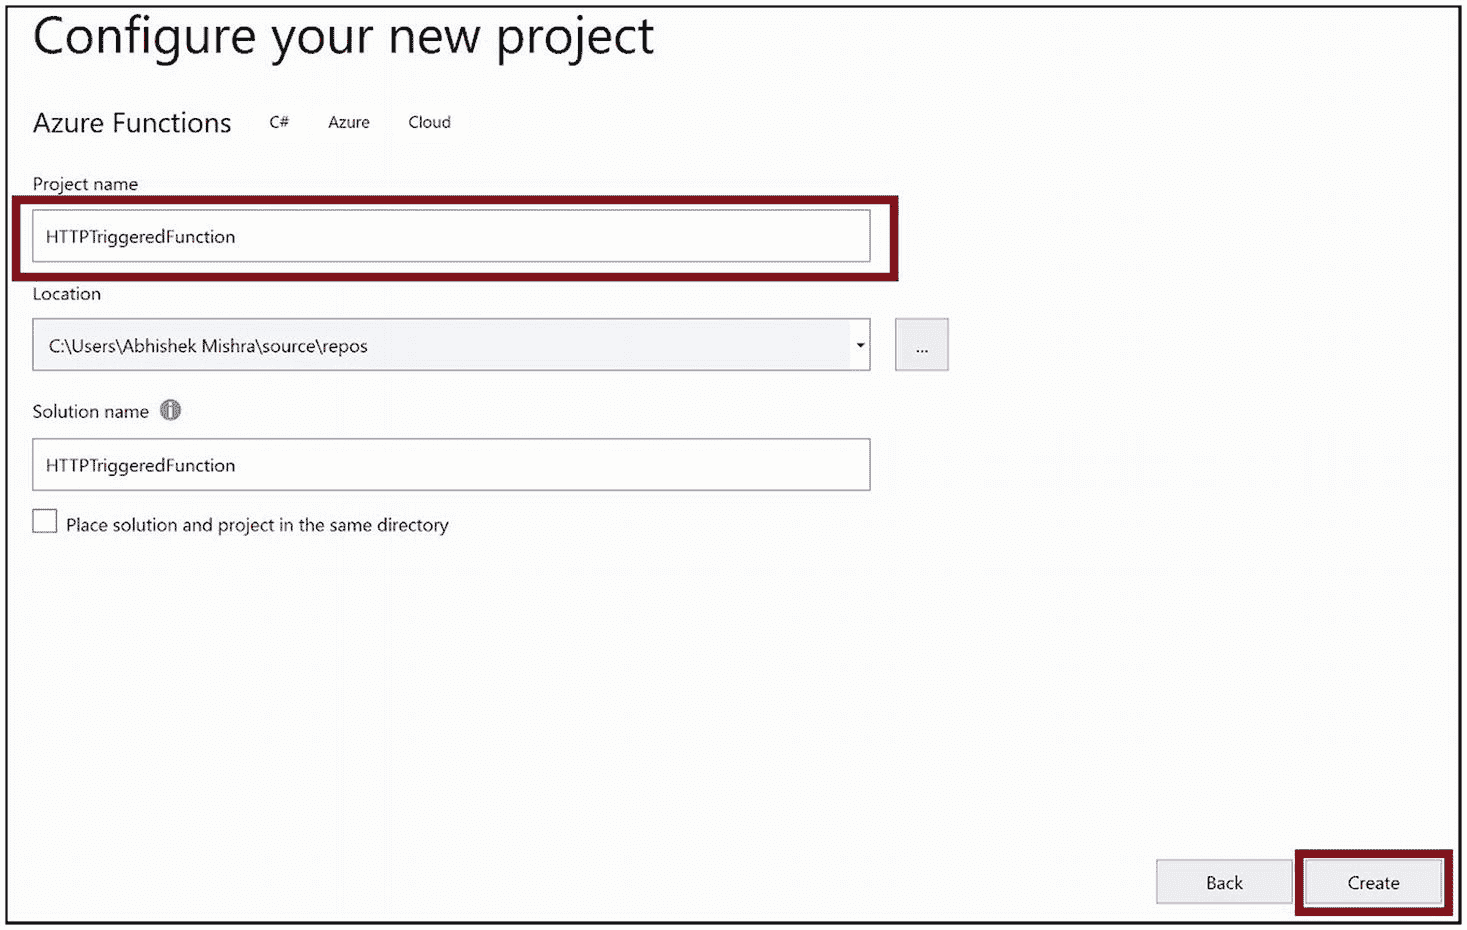 Configure your new project
Azure Functions C# Azure Cloud
Project name
HTTPTriggeredFunction
Location
C:\Users\Abhishek Mishra\source\repos
...
Solution name
HTTPTriggeredFunction
Place solution and project in the same directory
Back Create